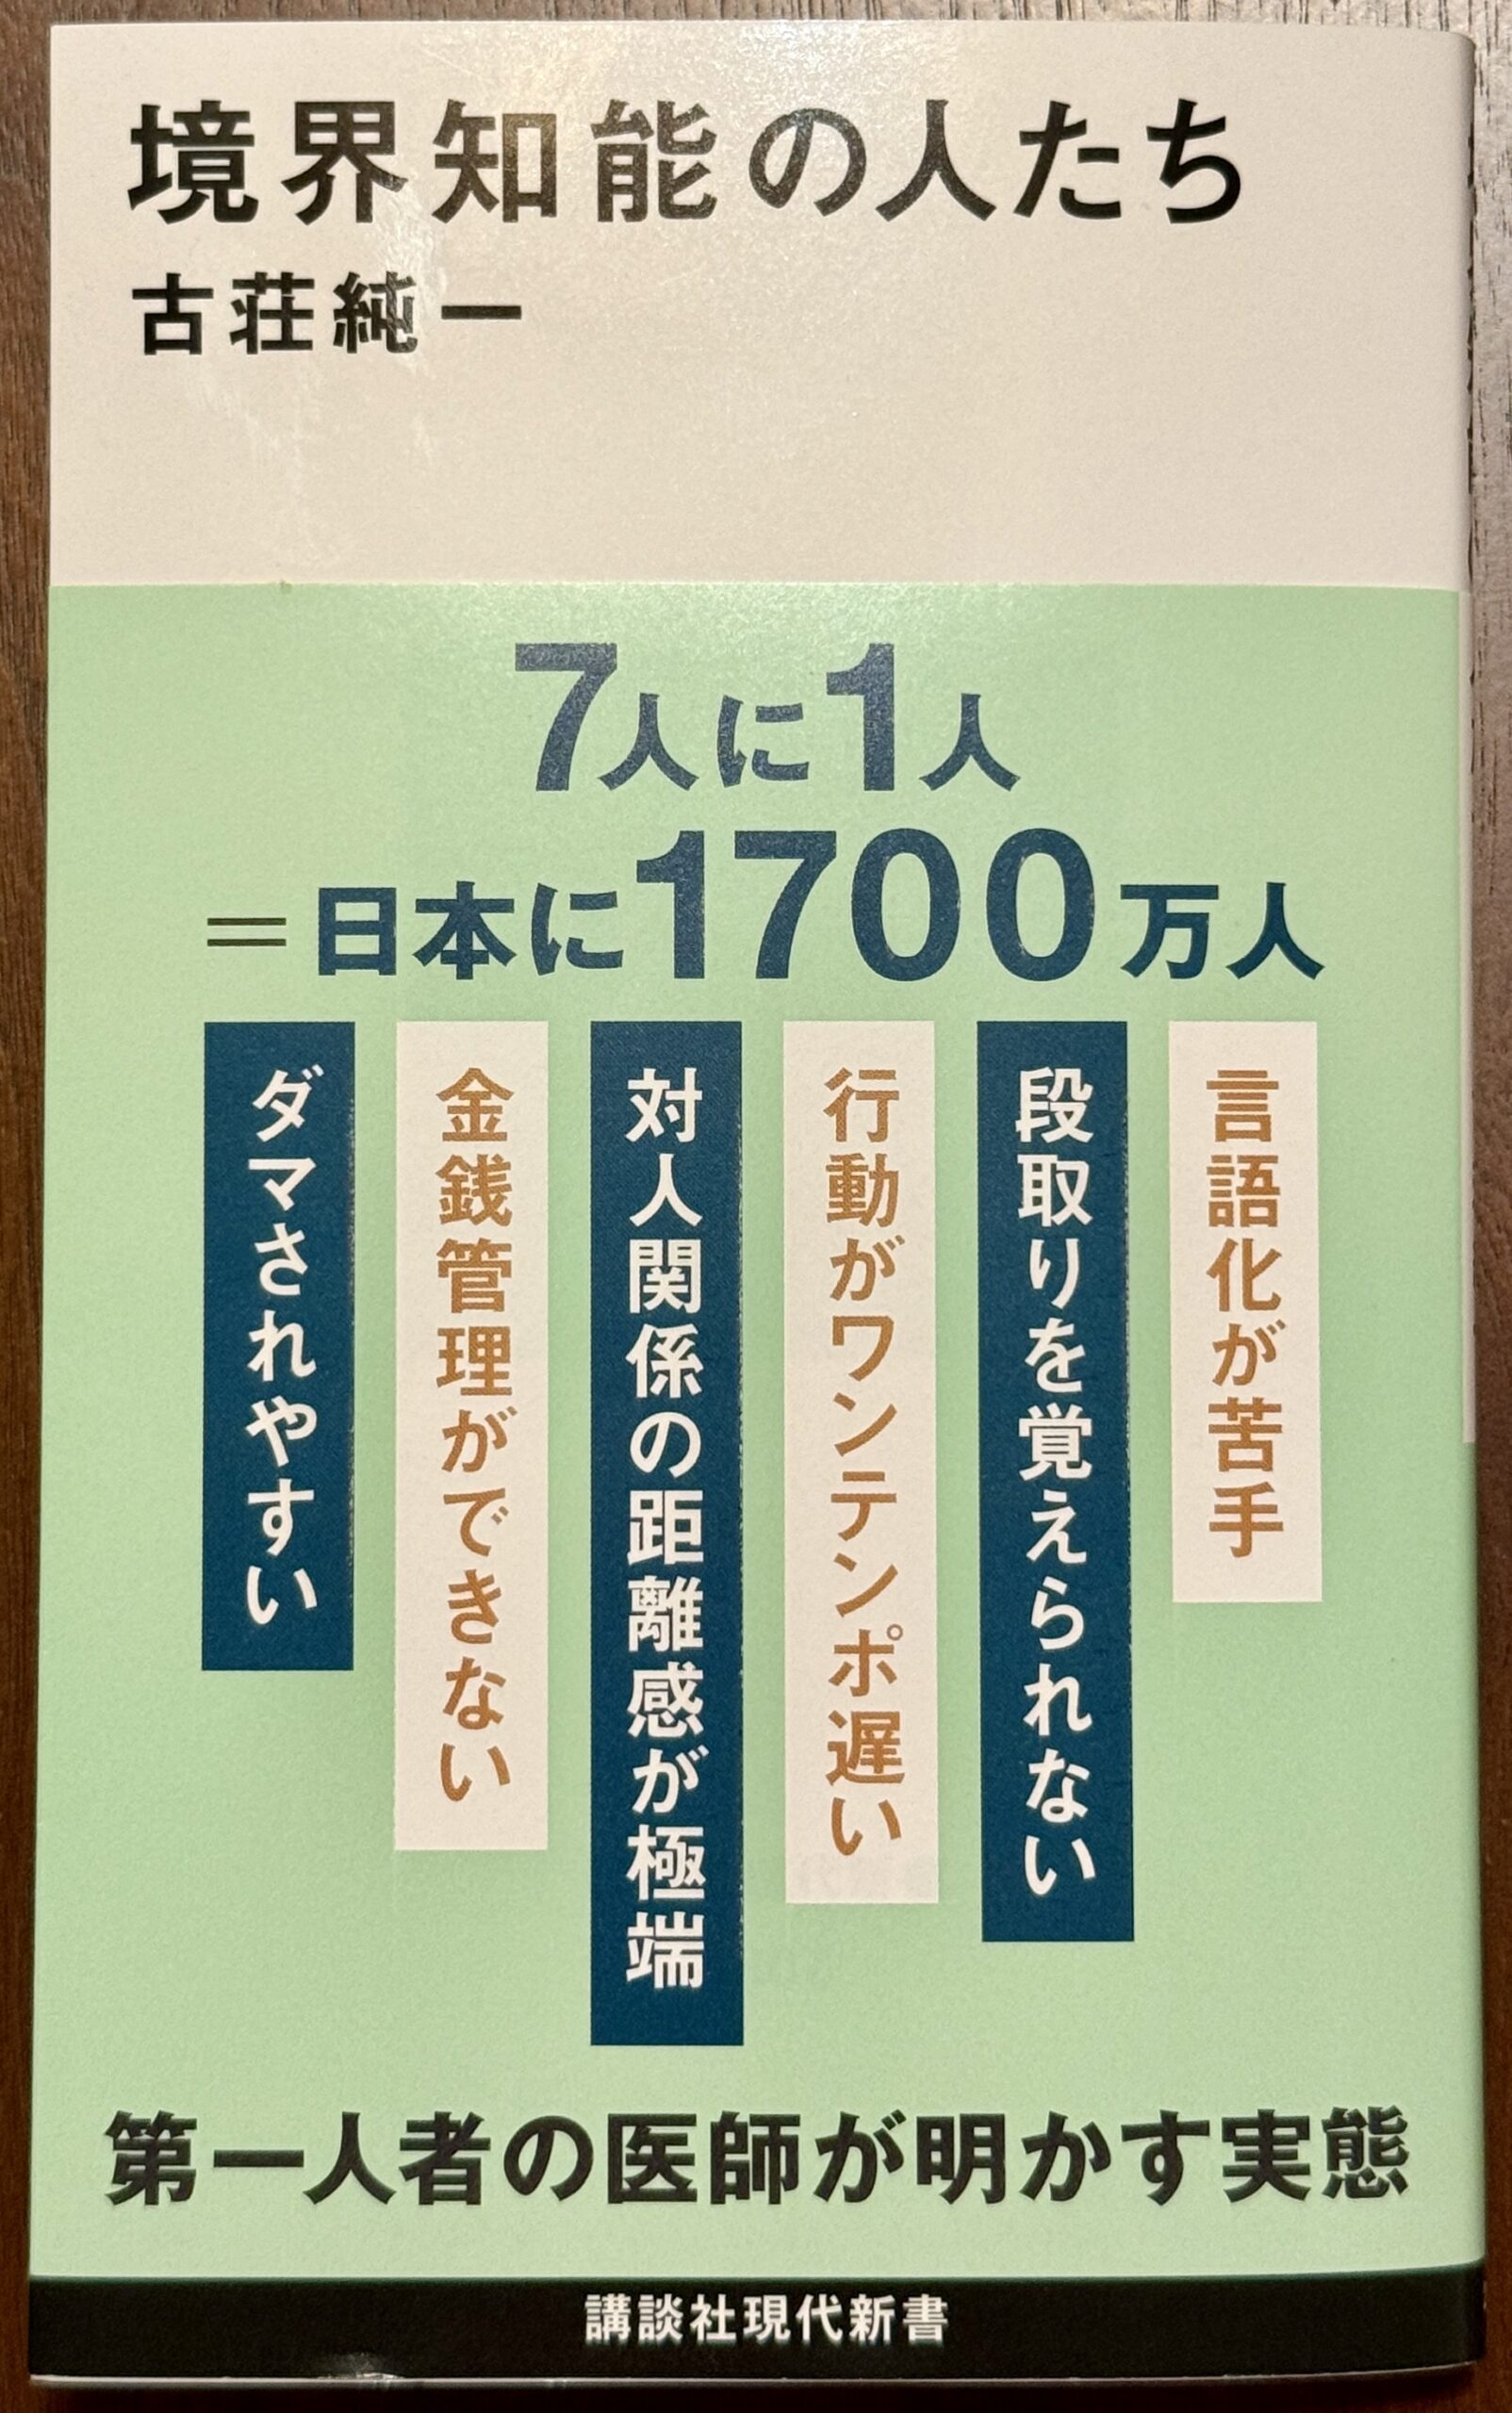 境界知能の人たち
古荘純一
7人に1人
＝日本に1700万人
言語化が苦手
段取りを覚えられない
行動がワンテンポ遅い
対人関係の距離感が極端
金銭管理ができない
ダマされやすい
第一人者の医師が明かす実態
講談社現代新書